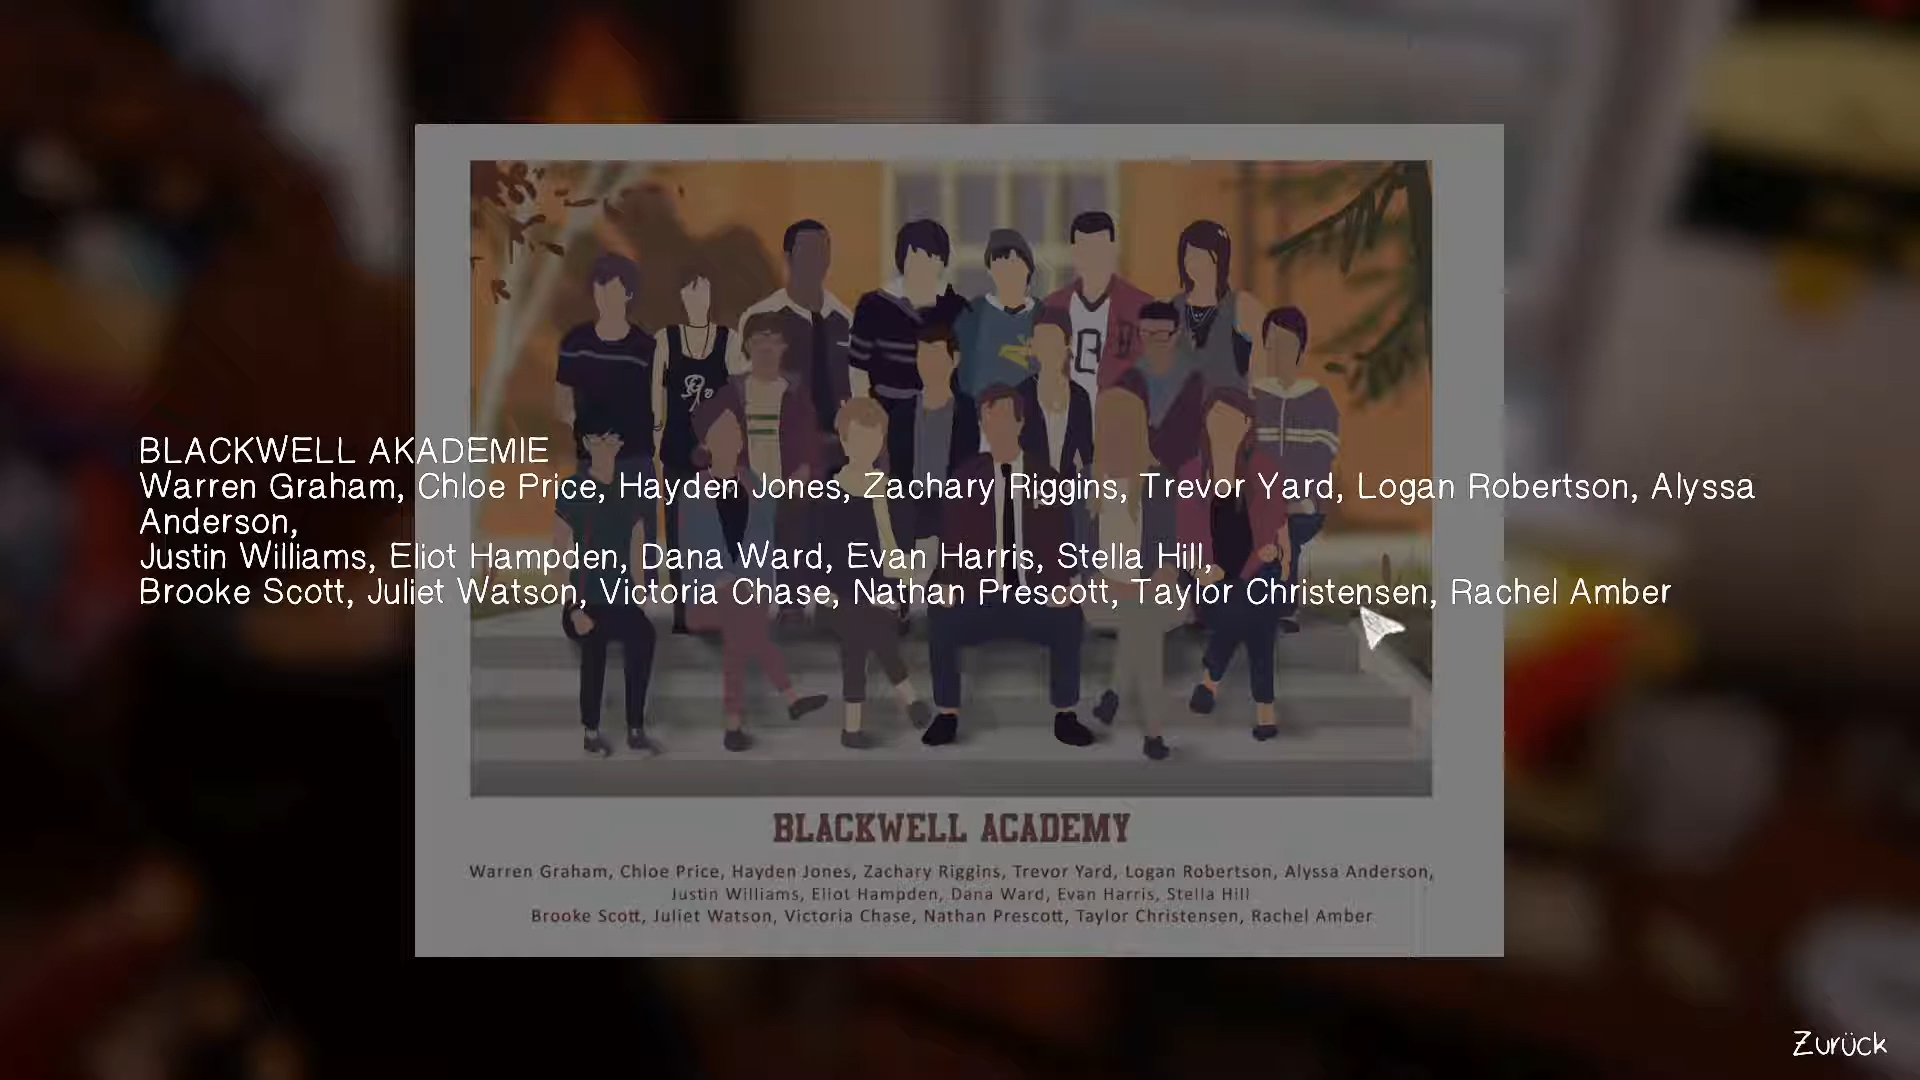 BLACKWELL AKADEMIE
Warren Graham, Chloe Price, Hayden Jones, Zachary Riggins, Trevor Yard, Logan Robertson, Alyssa
Anderson,
Justin Williams, Eliot Hampden, Dana Ward, Evan Harris, Stella Hill,
Brooke Scott, Juliet Watson, Victoria Chase, Nathan Prescott, Taylor Christensen, Rachel Amber
BLACKWELL ACADEMY
Warren Graham, Chloe Price, Hayden Jones, Zachary Riggins, Trevor Yard, Logan Robertson, Alyssa Anderson,
Justin Williams, Eliot Hampden, Dana Ward, Evan Harris, Stella Hill
Brooke Scott, Juliet Watson, Victoria Chase, Nathan Prescott, Taylor Christensen, Rachel Amber
Zurück